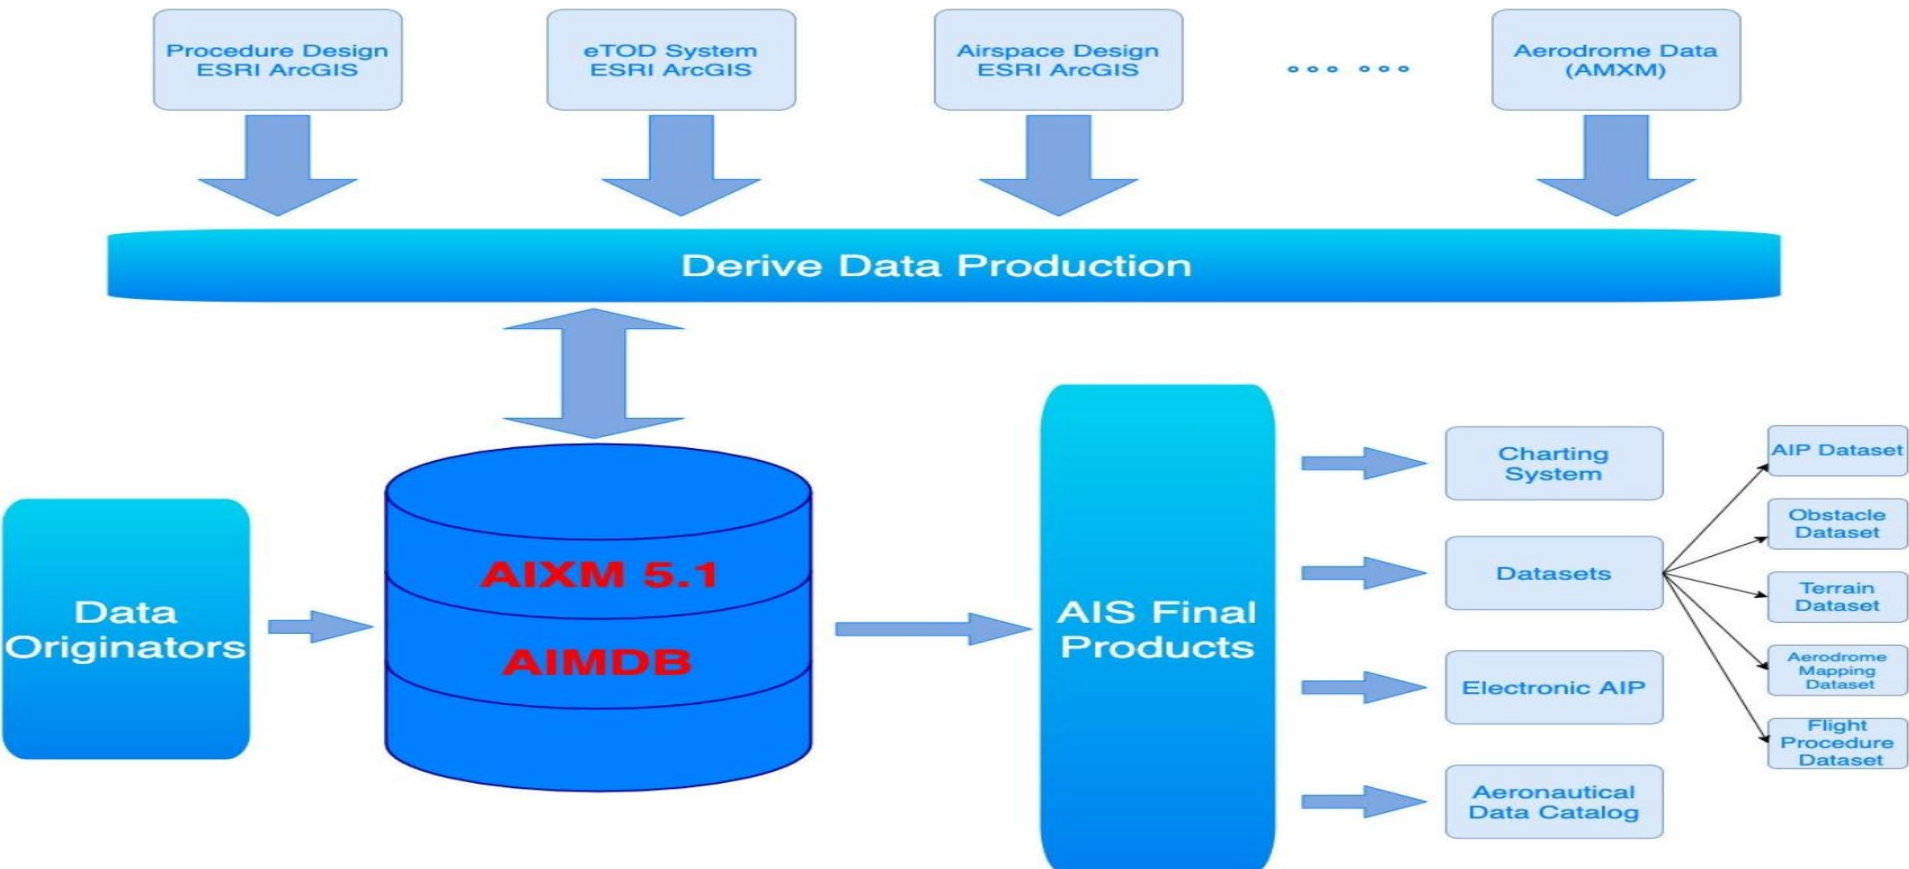 Procedure Design
ESRI ArcGIS
eTOD System
ESRI ArcGIS
Airspace Design
ESRI ArcGIS
Aerodrome Data
(AMXM)
Derive Data Production
Data
Originators
AIXM 5.1
AIMDB
AIS Final
Products
Charting
System
Datasets
Electronic AIP
Aeronautical
Data Catalog
AIP Dataset
Obstacle
Dataset
Terrain
Dataset
Aerodrome
Mapping
Dataset
Flight
Procedure
Dataset